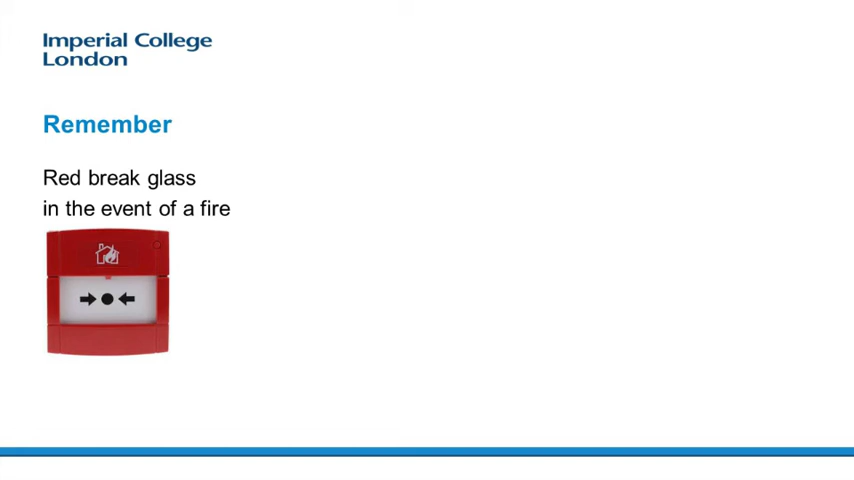 Imperial College
London
Remember
Red break glass
in the event of a fire